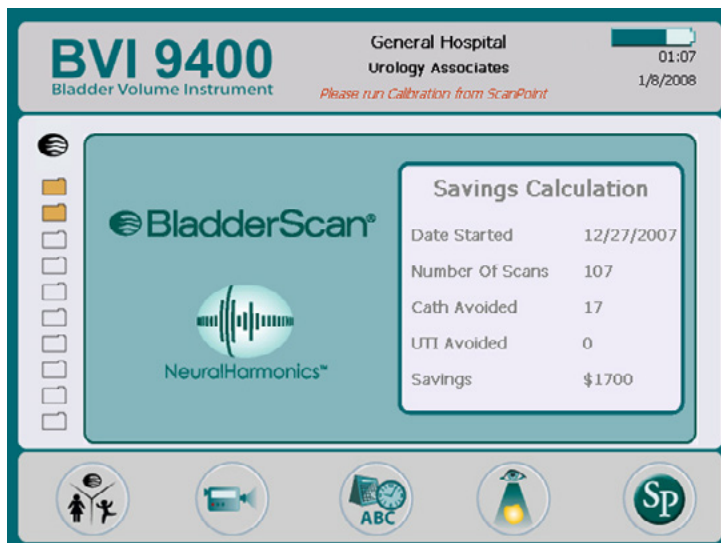 BVI 9400
Bladder Volume Instrument
General Hospital
Urology Associates
Please run Calibration from ScanPoint
01:07
1/8/2008
BladderScan®
NeuralHarmonics™
Savings Calculation
Date Started 12/27/2007
Number Of Scans 107
Cath Avoided 17
UTI Avoided 0
Savings $1700
ABC
SP